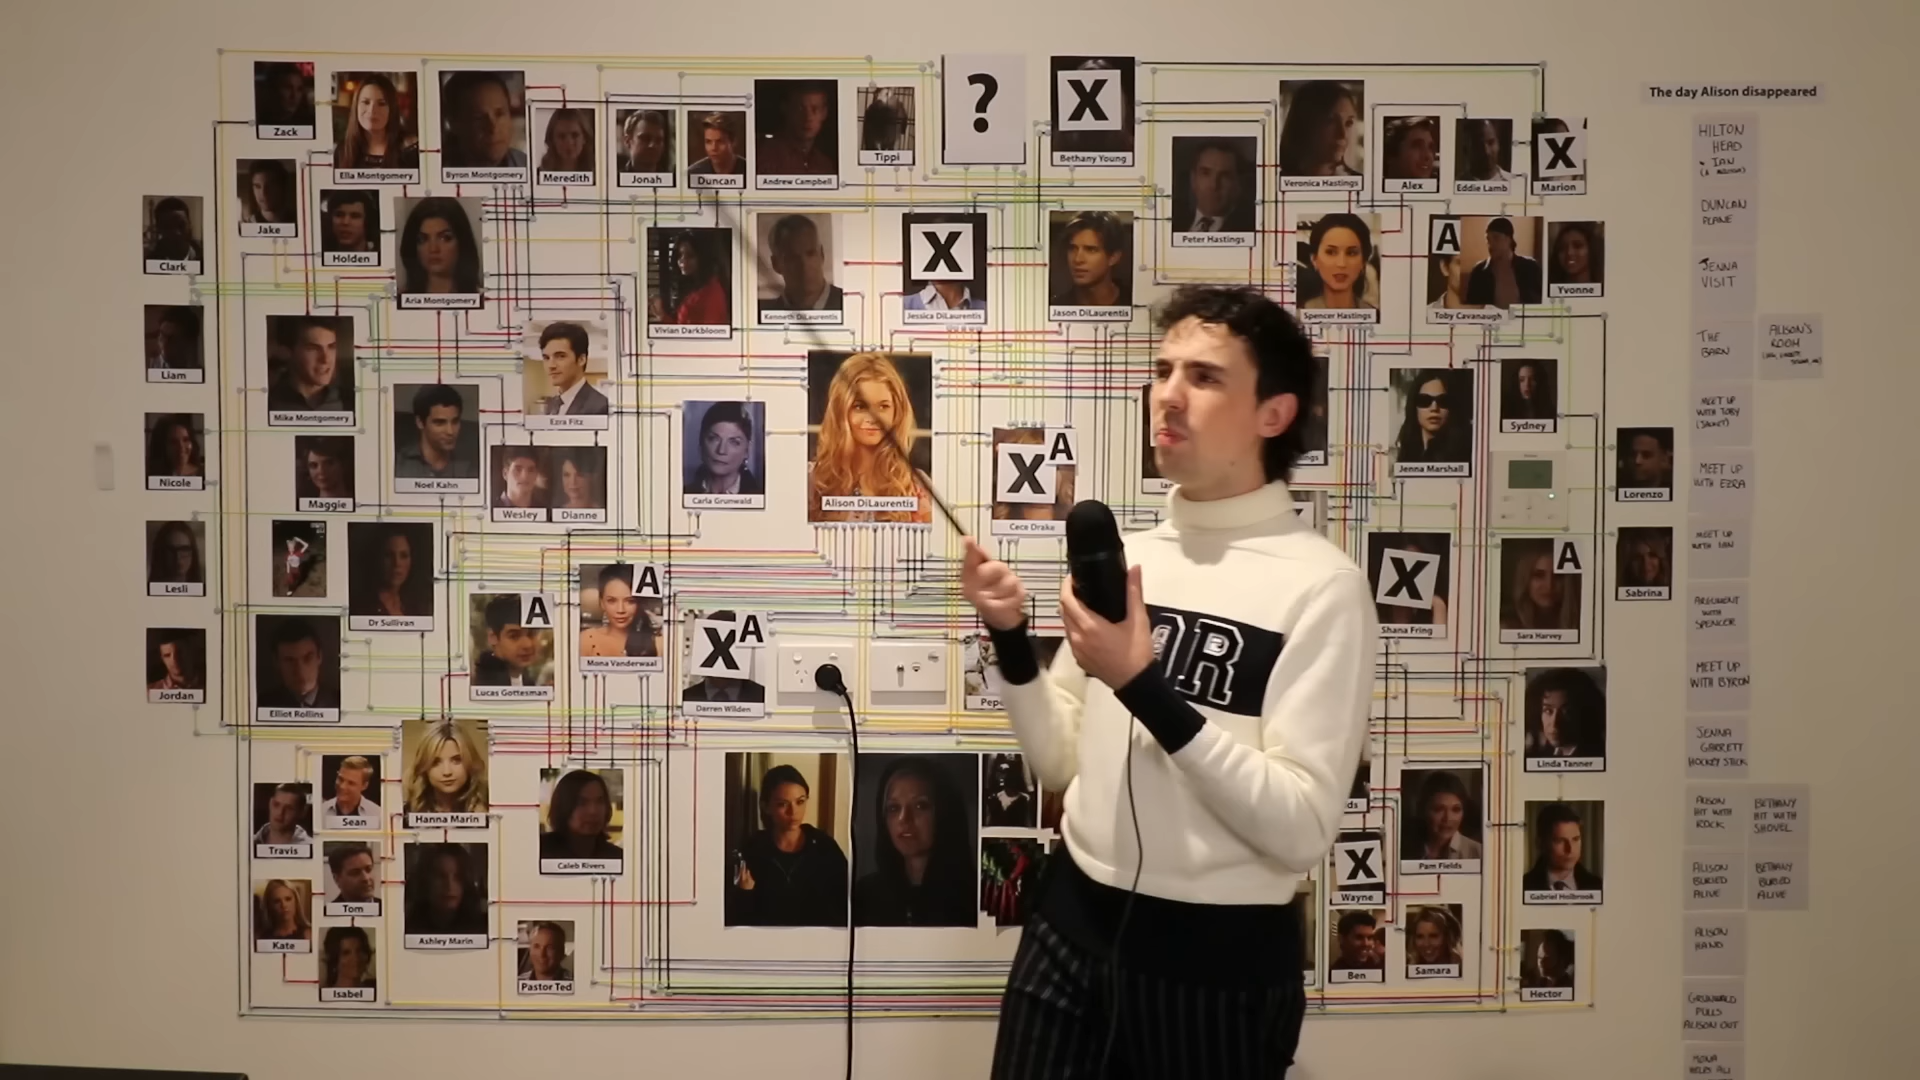 ?
X
Bethany Young
The day Alison disappeared
Zack
Ella Montgomery
Byron Montgomery
Meredith
Jonah
Duncan
Andrew Campbell
Tippi
Veronica Hastings
Alex
Eddie Lamb
X
Marion
Jake
Holden
Clark
Aria Montgomery
Vivian Darkbloom
Kenneth DiLaurentis
X
Jessica DiLaurentis
Jason DiLaurentis
Peter Hastings
Spencer Hastings
A
Toby Cavanaugh
Yvonne
Liam
Mike Montgomery
Noel Kahn
Ezra Fitz
Wesley
Dianne
Carla Grunwald
Alison DiLaurentis
X
A
Cece Drake
Jenna Marshall
Sydney
Lorenzo
Nicole
Maggie
Lesli
Dr Sullivan
A
Lucas Gottesman
A
Mona Vanderwaal
X
A
Darren Wilden
X
Shana Fring
A
Sara Harvey
Sabrina
Jordan
Elliot Rollins
Linda Tanner
Travis
Sean
Hanna Marin
Caleb Rivers
Pam Fields
X
Wayne
Gabriel Holbrook
Kate
Tom
Isabel
Ashley Marin
Pastor Ted
Ben
Samara
Hector
R
HILTON
HEAD
IAN
DUNCAN
PLANE
JENNA
VISIT
THE
BARN
ALISON'S
ROOM
MEET UP
WITH TOBY
(JACKET)
MEET UP
WITH EZRA
MEET UP
WITH IAN
ARGUMENT
WITH
SPENCER
MEET UP
WITH BYRON
JENNA
GARRETT
HOCKEY STICK
ALISON
HIT WITH
ROCK
BETHANY
HIT WITH
SHOVEL
ALISON
BURIED
ALIVE
BETHANY
BURIED
ALIVE
ALISON
HAND
GRUNWALD
PULLS
ALISON OUT
MONA
HELPS ALI